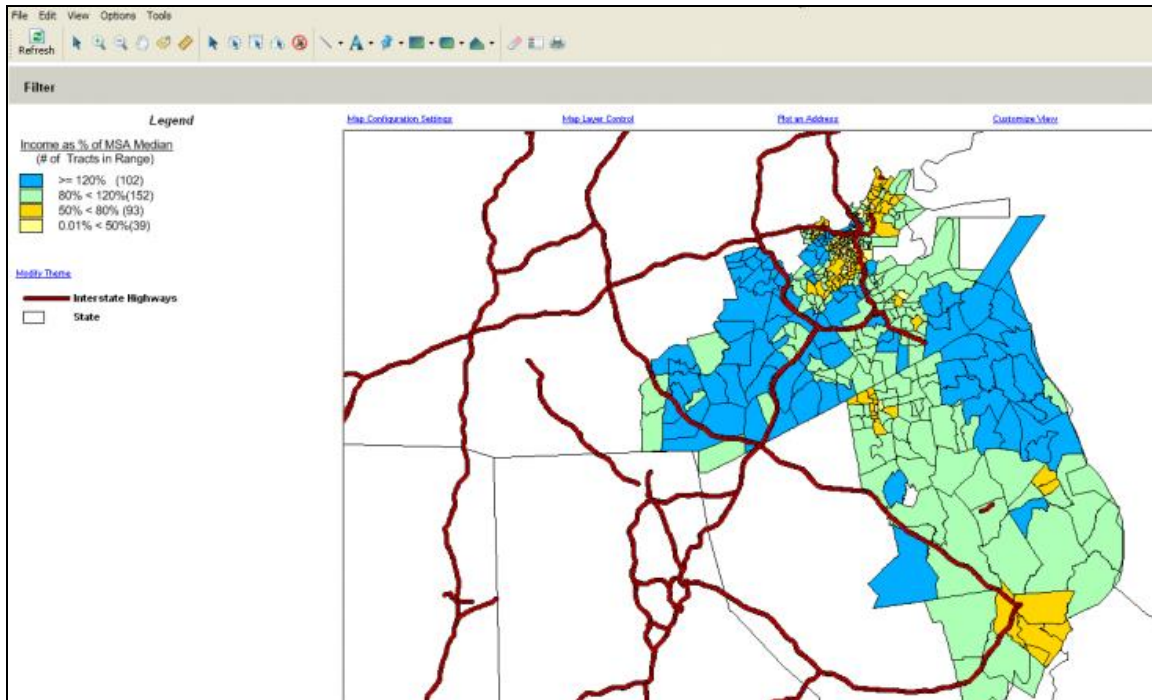 File Edit View Options Tools
Refresh
Filter
Legend
Map Configuration Settings
Map Layer Control
Plot an Address
Customize View
Income as % of MSA Median
(# of Tracts in Range)
>= 120% (102)
80% < 120%(152)
50% < 80% (93)
0.01% < 50%(39)
Modify Theme
Interstate Highways
State